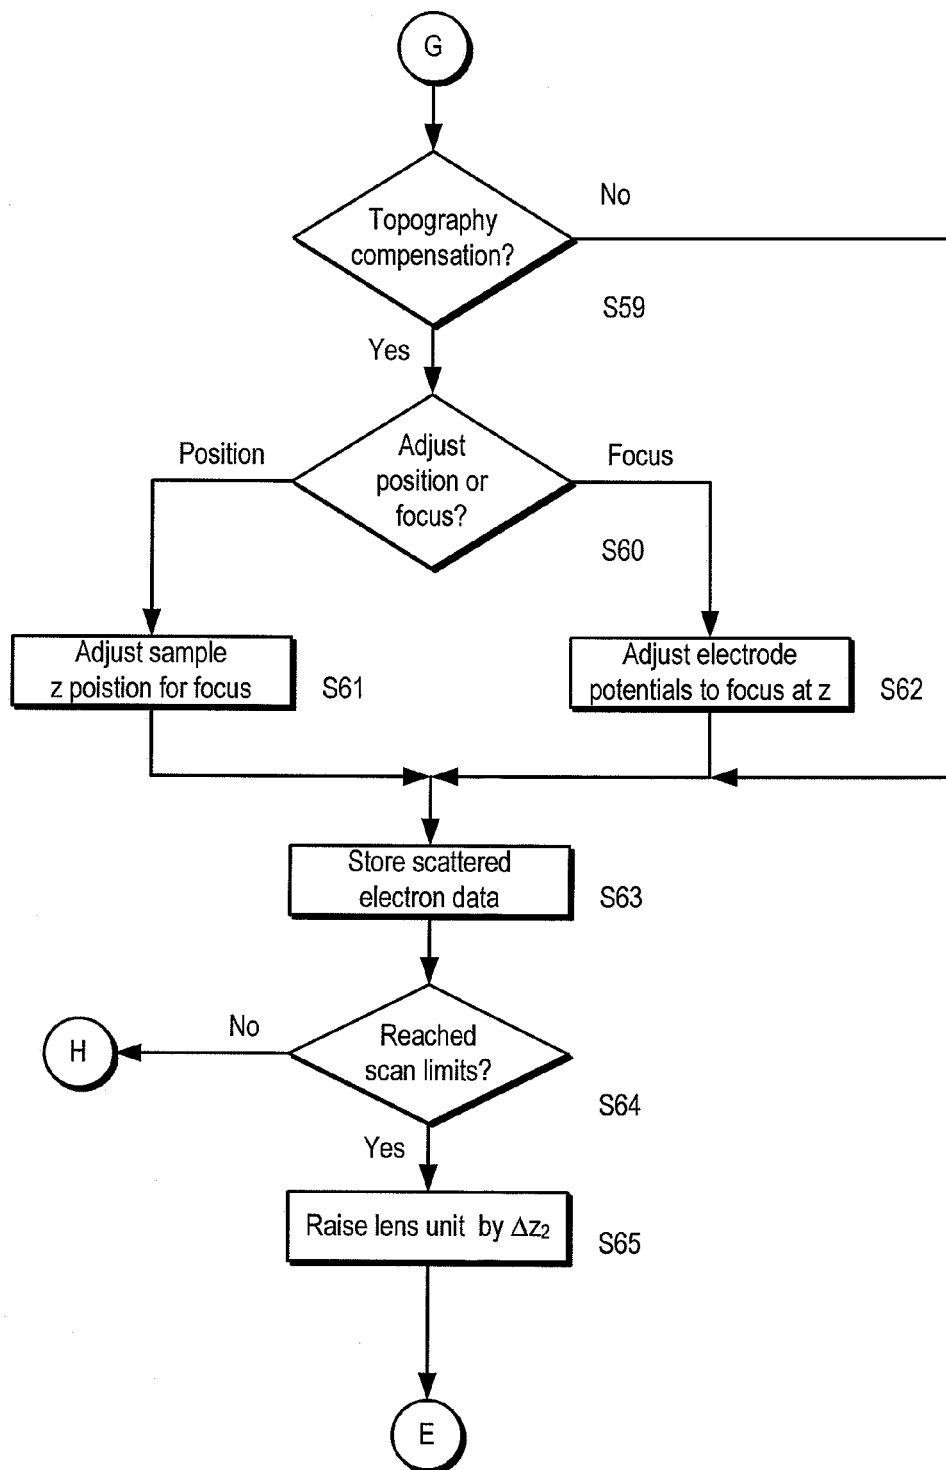 G
Topography
compensation?
No
S59
Yes
Adjust
position or
focus?
Position
Focus
S60
Adjust sample
z poistion for focus
S61
Adjust electrode
potentials to focus at z
S62
Store scattered
electron data
S63
Reached
scan limits?
No
H
S64
Yes
Raise lens unit by Δz₂
S65
E